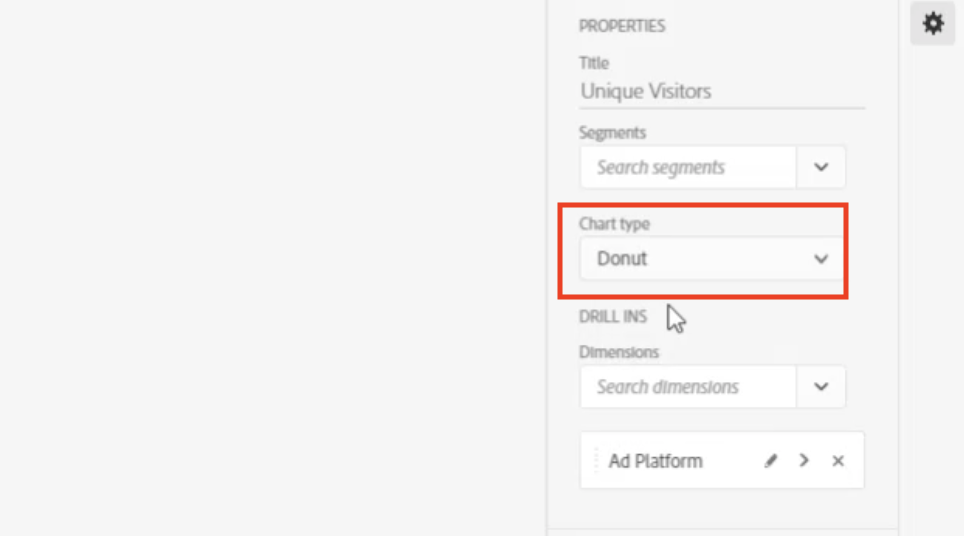 PROPERTIES
Title
Unique Visitors
Segments
Search segments
Chart type
Donut
DRILL INS
Dimensions
Search dimensions
Ad Platform